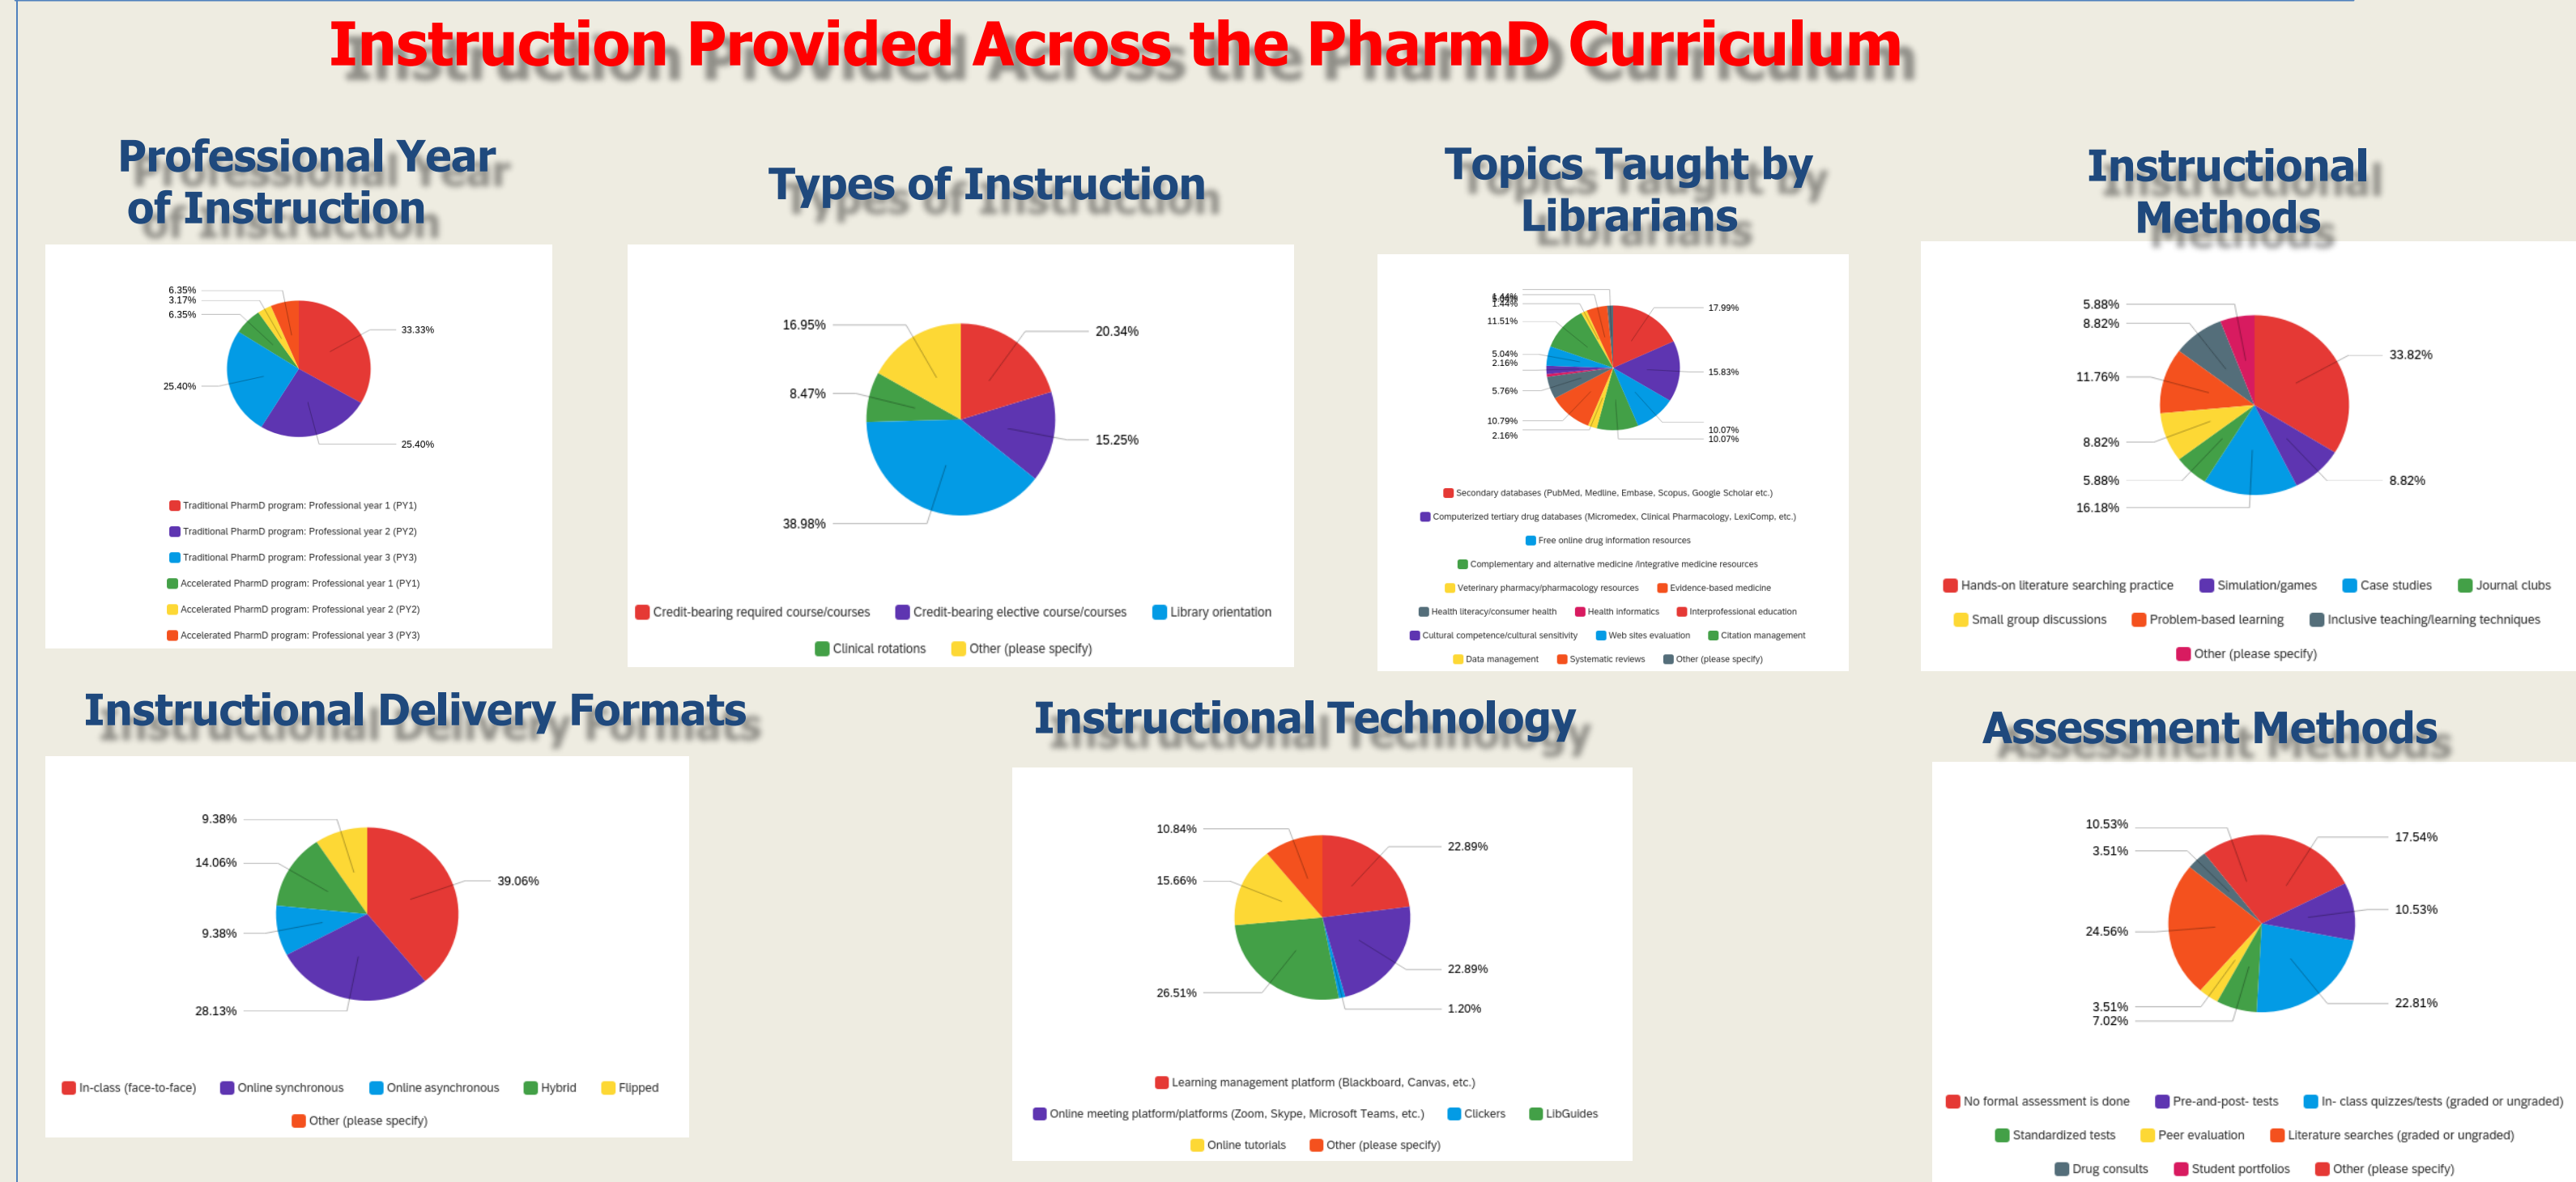 Instruction Provided Across the PharmD Curriculum
Professional Year
of Instruction
6.35%
3.17%
6.35%
33.33%
25.40%
25.40%
Traditional PharmD program: Professional year 1 (PY1)
Traditional PharmD program: Professional year 2 (PY2)
Traditional PharmD program: Professional year 3 (PY3)
Accelerated PharmD program: Professional year 1 (PY1)
Accelerated PharmD program: Professional year 2 (PY2)
Accelerated PharmD program: Professional year 3 (PY3)
Types of Instruction
16.95%
20.34%
8.47%
15.25%
38.98%
Credit-bearing required course/courses Credit-bearing elective course/courses Library orientation
Clinical rotations Other (please specify)
Topics Taught by
Librarians
1.44%
17.99%
11.51%
5.04%
2.16%
15.83%
5.76%
10.79%
2.16%
10.07%
10.07%
Secondary databases (PubMed, Medline, Embase, Scopus, Google Scholar etc.)
Computerized tertiary drug databases (Micromedex, Clinical Pharmacology, LexiComp, etc.)
Free online drug information resources
Complementary and alternative medicine /integrative medicine resources
Veterinary pharmacy/pharmacology resources Evidence-based medicine
Health literacy/consumer health Health informatics Interprofessional education
Cultural competence/cultural sensitivity Web sites evaluation Citation management
Data management Systematic reviews Other (please specify)
Instructional
Methods
5.88%
8.82%
33.82%
11.76%
8.82%
5.88%
8.82%
16.18%
Hands-on literature searching practice Simulation/games Case studies Journal clubs
Small group discussions Problem-based learning Inclusive teaching/learning techniques
Other (please specify)
Instructional Delivery Formats
9.38%
14.06%
39.06%
9.38%
28.13%
In-class (face-to-face) Online synchronous Online asynchronous Hybrid Flipped
Other (please specify)
Instructional Technology
10.84%
22.89%
15.66%
22.89%
26.51%
1.20%
Learning management platform (Blackboard, Canvas, etc.)
Online meeting platform/platforms (Zoom, Skype, Microsoft Teams, etc.) Clickers LibGuides
Online tutorials Other (please specify)
Assessment Methods
10.53%
17.54%
3.51%
10.53%
24.56%
22.81%
3.51%
7.02%
No formal assessment is done Pre-and-post- tests In- class quizzes/tests (graded or ungraded)
Standardized tests Peer evaluation Literature searches (graded or ungraded)
Drug consults Student portfolios Other (please specify)